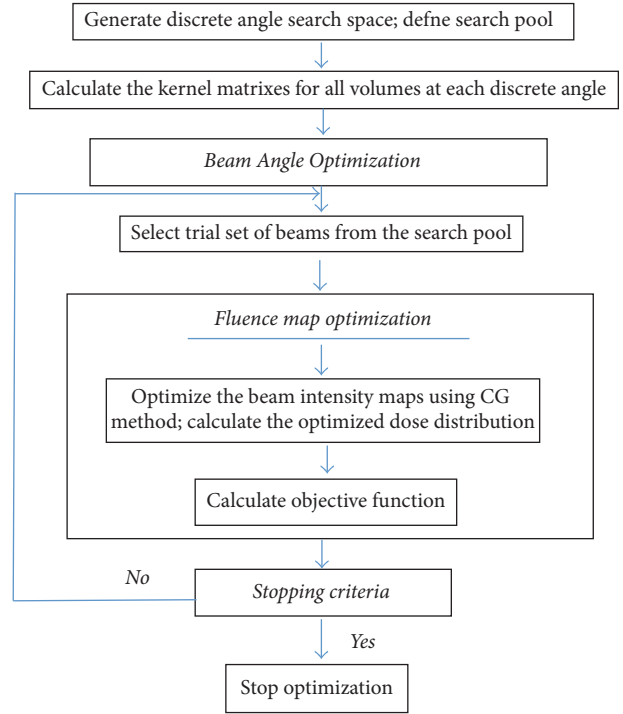 Generate discrete angle search space; defne search pool
Calculate the kernel matrixes for all volumes at each discrete angle
Beam Angle Optimization
Select trial set of beams from the search pool
Fluence map optimization
Optimize the beam intensity maps using CG
method; calculate the optimized dose distribution
Calculate objective function
No
Stopping criteria
Yes
Stop optimization